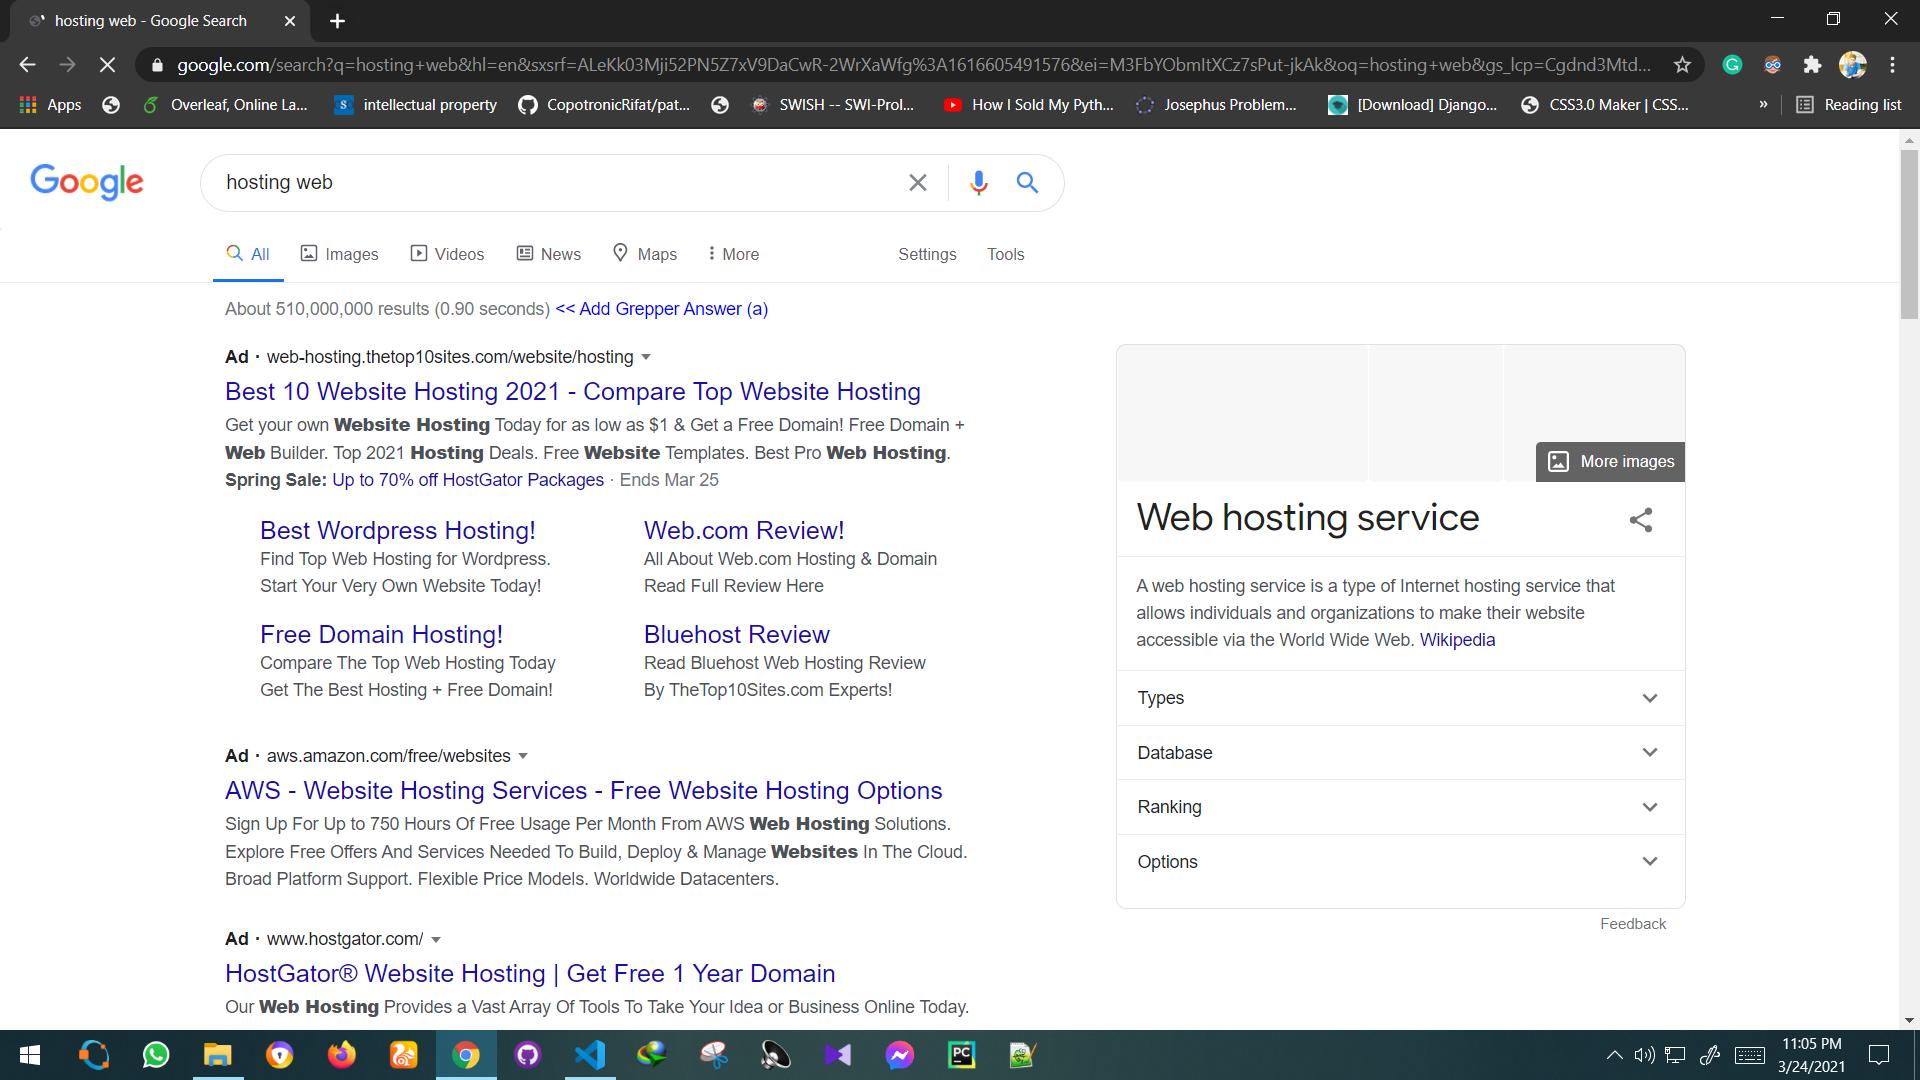 hosting web - Google Search
google.com/search?q=hosting+web&hl=en&sxsrf=ALeKk03Mji52PN5Z7xV9DaCwR-2WrXaWfg%3A1616605491576&ei=M3FbYObmItXCz7sPut-jkAk&oq=hosting+web&gs_lcp=Cgdnd3Mtd...
Apps Overleaf, Online La... intellectual property CopotronicRifat/pat... SWISH -- SWI-Prol... How I Sold My Pyth... Josephus Problem... [Download] Django... CSS3.0 Maker | CSS... » Reading list
Google
hosting web
All Images Videos News Maps More Settings Tools
About 510,000,000 results (0.90 seconds) << Add Grepper Answer (a)
Ad · web-hosting.thetop10sites.com/website/hosting
Best 10 Website Hosting 2021 - Compare Top Website Hosting
Get your own Website Hosting Today for as low as $1 & Get a Free Domain! Free Domain +
Web Builder. Top 2021 Hosting Deals. Free Website Templates. Best Pro Web Hosting.
Spring Sale: Up to 70% off HostGator Packages · Ends Mar 25
Best Wordpress Hosting!
Find Top Web Hosting for Wordpress.
Start Your Very Own Website Today!
Web.com Review!
All About Web.com Hosting & Domain
Read Full Review Here
Free Domain Hosting!
Compare The Top Web Hosting Today
Get The Best Hosting + Free Domain!
Bluehost Review
Read Bluehost Web Hosting Review
By TheTop10Sites.com Experts!
Ad · aws.amazon.com/free/websites
AWS - Website Hosting Services - Free Website Hosting Options
Sign Up For Up to 750 Hours Of Free Usage Per Month From AWS Web Hosting Solutions.
Explore Free Offers And Services Needed To Build, Deploy & Manage Websites In The Cloud.
Broad Platform Support. Flexible Price Models. Worldwide Datacenters.
Ad · www.hostgator.com/
HostGator® Website Hosting | Get Free 1 Year Domain
Our Web Hosting Provides a Vast Array Of Tools To Take Your Idea or Business Online Today.
More images
Web hosting service
A web hosting service is a type of Internet hosting service that
allows individuals and organizations to make their website
accessible via the World Wide Web. Wikipedia
Types
Database
Ranking
Options
Feedback
PC
11:05 PM
3/24/2021